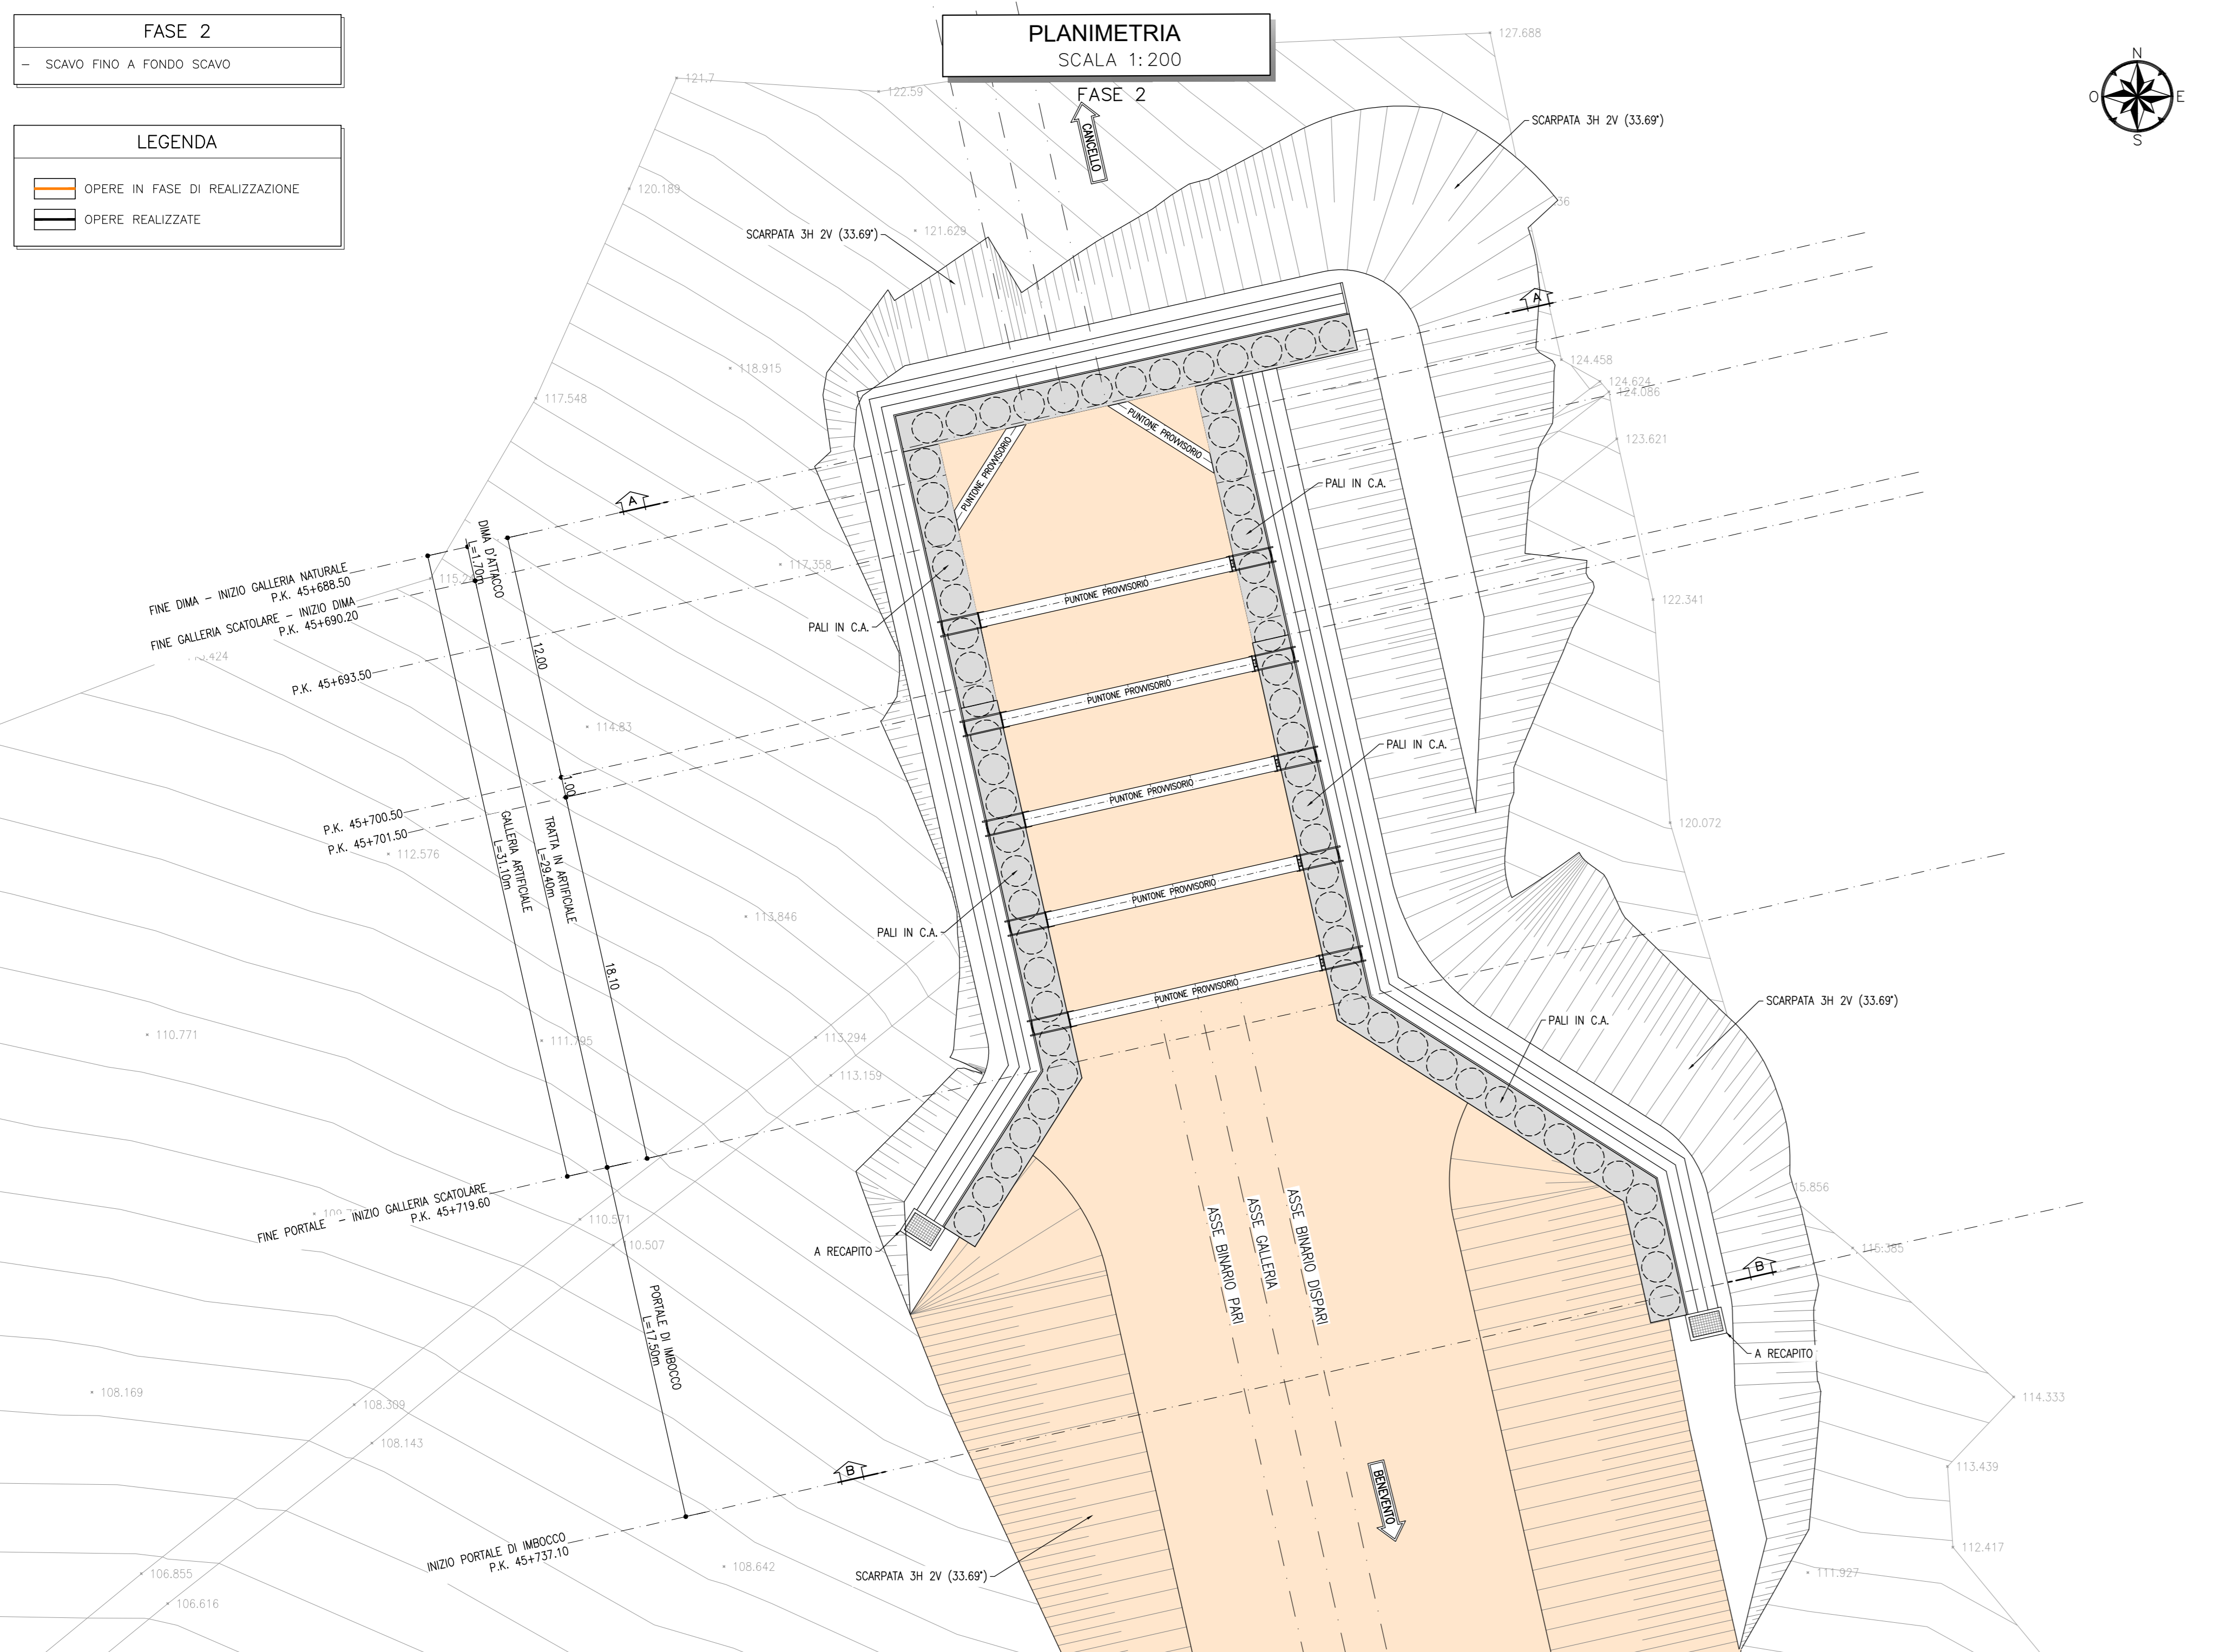 FASE 2
– SCAVO FINO A FONDO SCAVO
LEGENDA
OPERE IN FASE DI REALIZZAZIONE
OPERE REALIZZATE
PLANIMETRIA
SCALA 1:200
FASE 2
CANCELLO
N
O
E
S
127.688
121.7
122.59
SCARPATA 3H 2V (33.69°)
120.189
36
121.629
SCARPATA 3H 2V (33.69°)
A
124.458
118.915
124.624
124.086
117.548
123.621
PUNTONE PROVVISORIO
PUNTONE PROVVISORIO
PALI IN C.A.
A
DIMA D'ATTACCO
L=1.70m
117.358
FINE DIMA – INIZIO GALLERIA NATURALE
P.K. 45+688.50
PUNTONE PROVVISORIO
122.341
FINE GALLERIA SCATOLARE – INIZIO DIMA
P.K. 45+690.20
PALI IN C.A.
12.00
P.K. 45+693.50
PUNTONE PROVVISORIO
114.83
PALI IN C.A.
1.00
PUNTONE PROVVISORIO
P.K. 45+700.50
P.K. 45+701.50
120.072
112.576
GALLERIA ARTIFICIALE
L=31.10m
TRATTA IN ARTIFICIALE
L=29.40m
PUNTONE PROVVISORIO
113.846
PALI IN C.A.
18.10
PUNTONE PROVVISORIO
SCARPATA 3H 2V (33.69°)
PALI IN C.A.
110.771
111.795
113.294
113.159
FINE PORTALE – INIZIO GALLERIA SCATOLARE
P.K. 45+719.60
110.571
10.507
A RECAPITO
ASSE BINARIO PARI
ASSE GALLERIA
ASSE BINARIO DISPARI
15.856
115.385
B
A RECAPITO
PORTALE DI IMBOCCO
L=17.50m
108.169
108.309
114.333
108.143
B
BENEVENTO
113.439
INIZIO PORTALE DI IMBOCCO
P.K. 45+737.10
112.417
108.642
SCARPATA 3H 2V (33.69°)
106.855
111.927
106.616